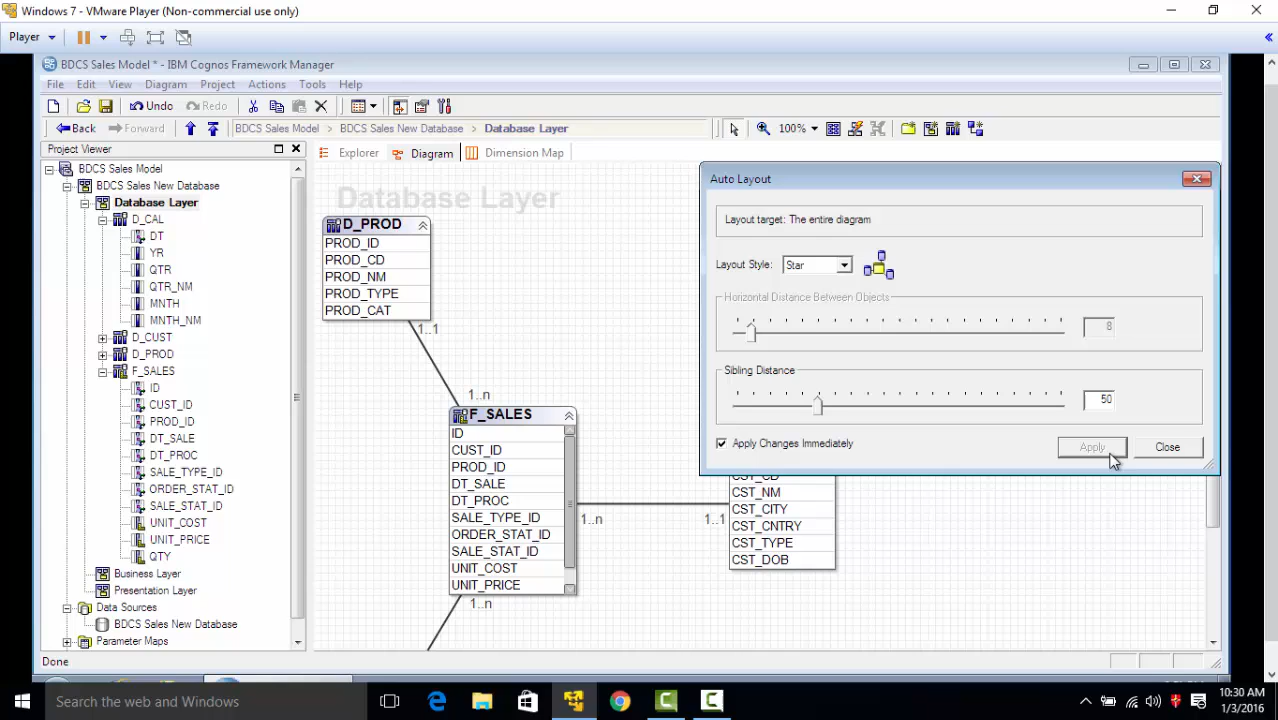 Windows 7 - VMware Player (Non-commercial use only)
Player
BDCS Sales Model * - IBM Cognos Framework Manager
File Edit View Diagram Project Actions Tools Help
Undo Redo
Back Forward BDCS Sales Model > BDCS Sales New Database > Database Layer 100%
Project Viewer
BDCS Sales Model
BDCS Sales New Database
Database Layer
D_CAL
DT
YR
QTR
QTR_NM
MNTH
MNTH_NM
D_CUST
D_PROD
F_SALES
ID
CUST_ID
PROD_ID
DT_SALE
DT_PROC
SALE_TYPE_ID
ORDER_STAT_ID
SALE_STAT_ID
UNIT_COST
UNIT_PRICE
QTY
Business Layer
Presentation Layer
Data Sources
BDCS Sales New Database
Parameter Maps
Explorer Diagram Dimension Map
Database Layer
D_PROD
PROD_ID
PROD_CD
PROD_NM
PROD_TYPE
PROD_CAT
1..1
1..n
F_SALES
ID
CUST_ID
PROD_ID
DT_SALE
DT_PROC
SALE_TYPE_ID
ORDER_STAT_ID
SALE_STAT_ID
UNIT_COST
UNIT_PRICE
1..n
1..n
1..1
CST_CD
CST_NM
CST_CITY
CST_CNTRY
CST_TYPE
CST_DOB
Auto Layout
Layout target: The entire diagram
Layout Style: Star
Horizontal Distance Between Objects
8
Sibling Distance
50
Apply Changes Immediately
Apply Close
Done
Search the web and Windows
10:30 AM
1/3/2016